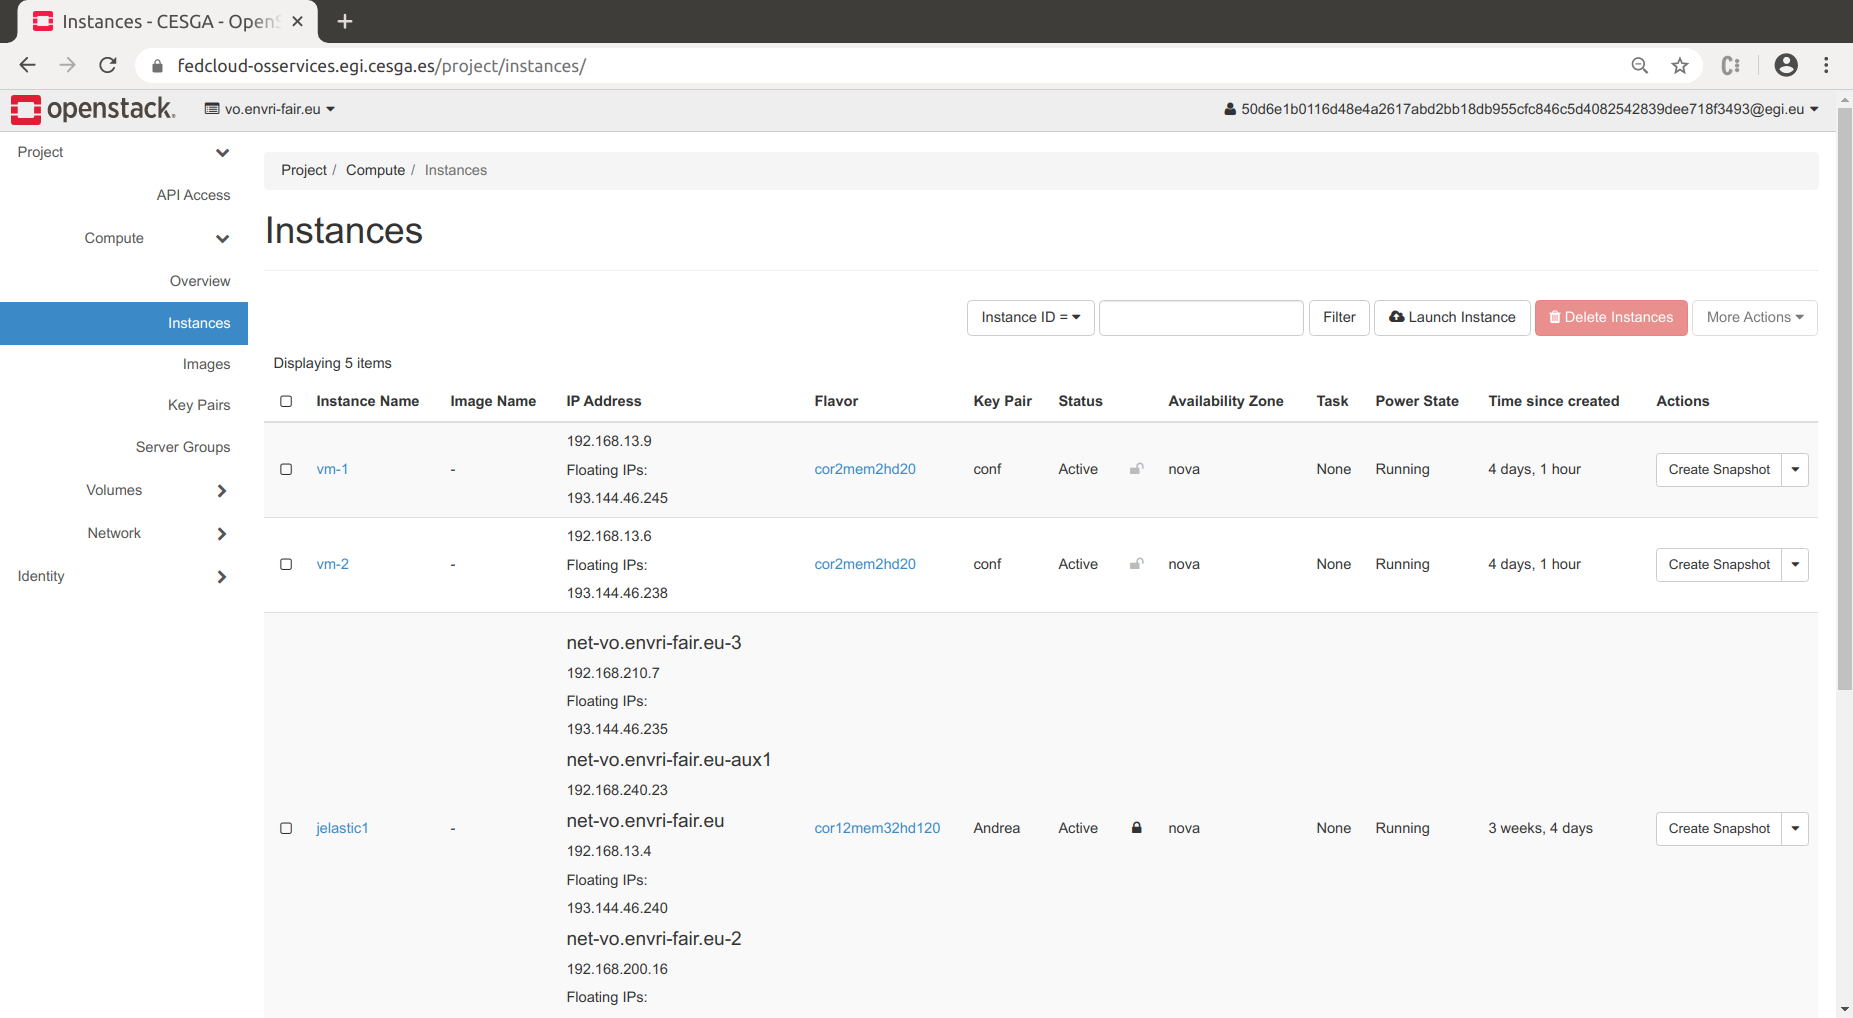 Instances - CESGA - OpenS
fedcloud-osservices.egi.cesga.es/project/instances/
openstack.
vo.envri-fair.eu
50d6e1b0116d48e4a2617abd2bb18db955cfc846c5d4082542839dee718f3493@egi.eu
Project
API Access
Compute
Overview
Instances
Images
Key Pairs
Server Groups
Volumes
Network
Identity
Project / Compute / Instances
Instances
Instance ID = Filter Launch Instance Delete Instances More Actions
Displaying 5 items
Instance Name Image Name IP Address Flavor Key Pair Status Availability Zone Task Power State Time since created Actions
192.168.13.9
Floating IPs:
vm-1 - cor2mem2hd20 conf Active nova None Running 4 days, 1 hour Create Snapshot
193.144.46.245
192.168.13.6
Floating IPs:
vm-2 - cor2mem2hd20 conf Active nova None Running 4 days, 1 hour Create Snapshot
193.144.46.238
net-vo.envri-fair.eu-3
192.168.210.7
Floating IPs:
193.144.46.235
net-vo.envri-fair.eu-aux1
192.168.240.23
net-vo.envri-fair.eu
jelastic1 - cor12mem32hd120 Andrea Active nova None Running 3 weeks, 4 days Create Snapshot
192.168.13.4
Floating IPs:
193.144.46.240
net-vo.envri-fair.eu-2
192.168.200.16
Floating IPs: